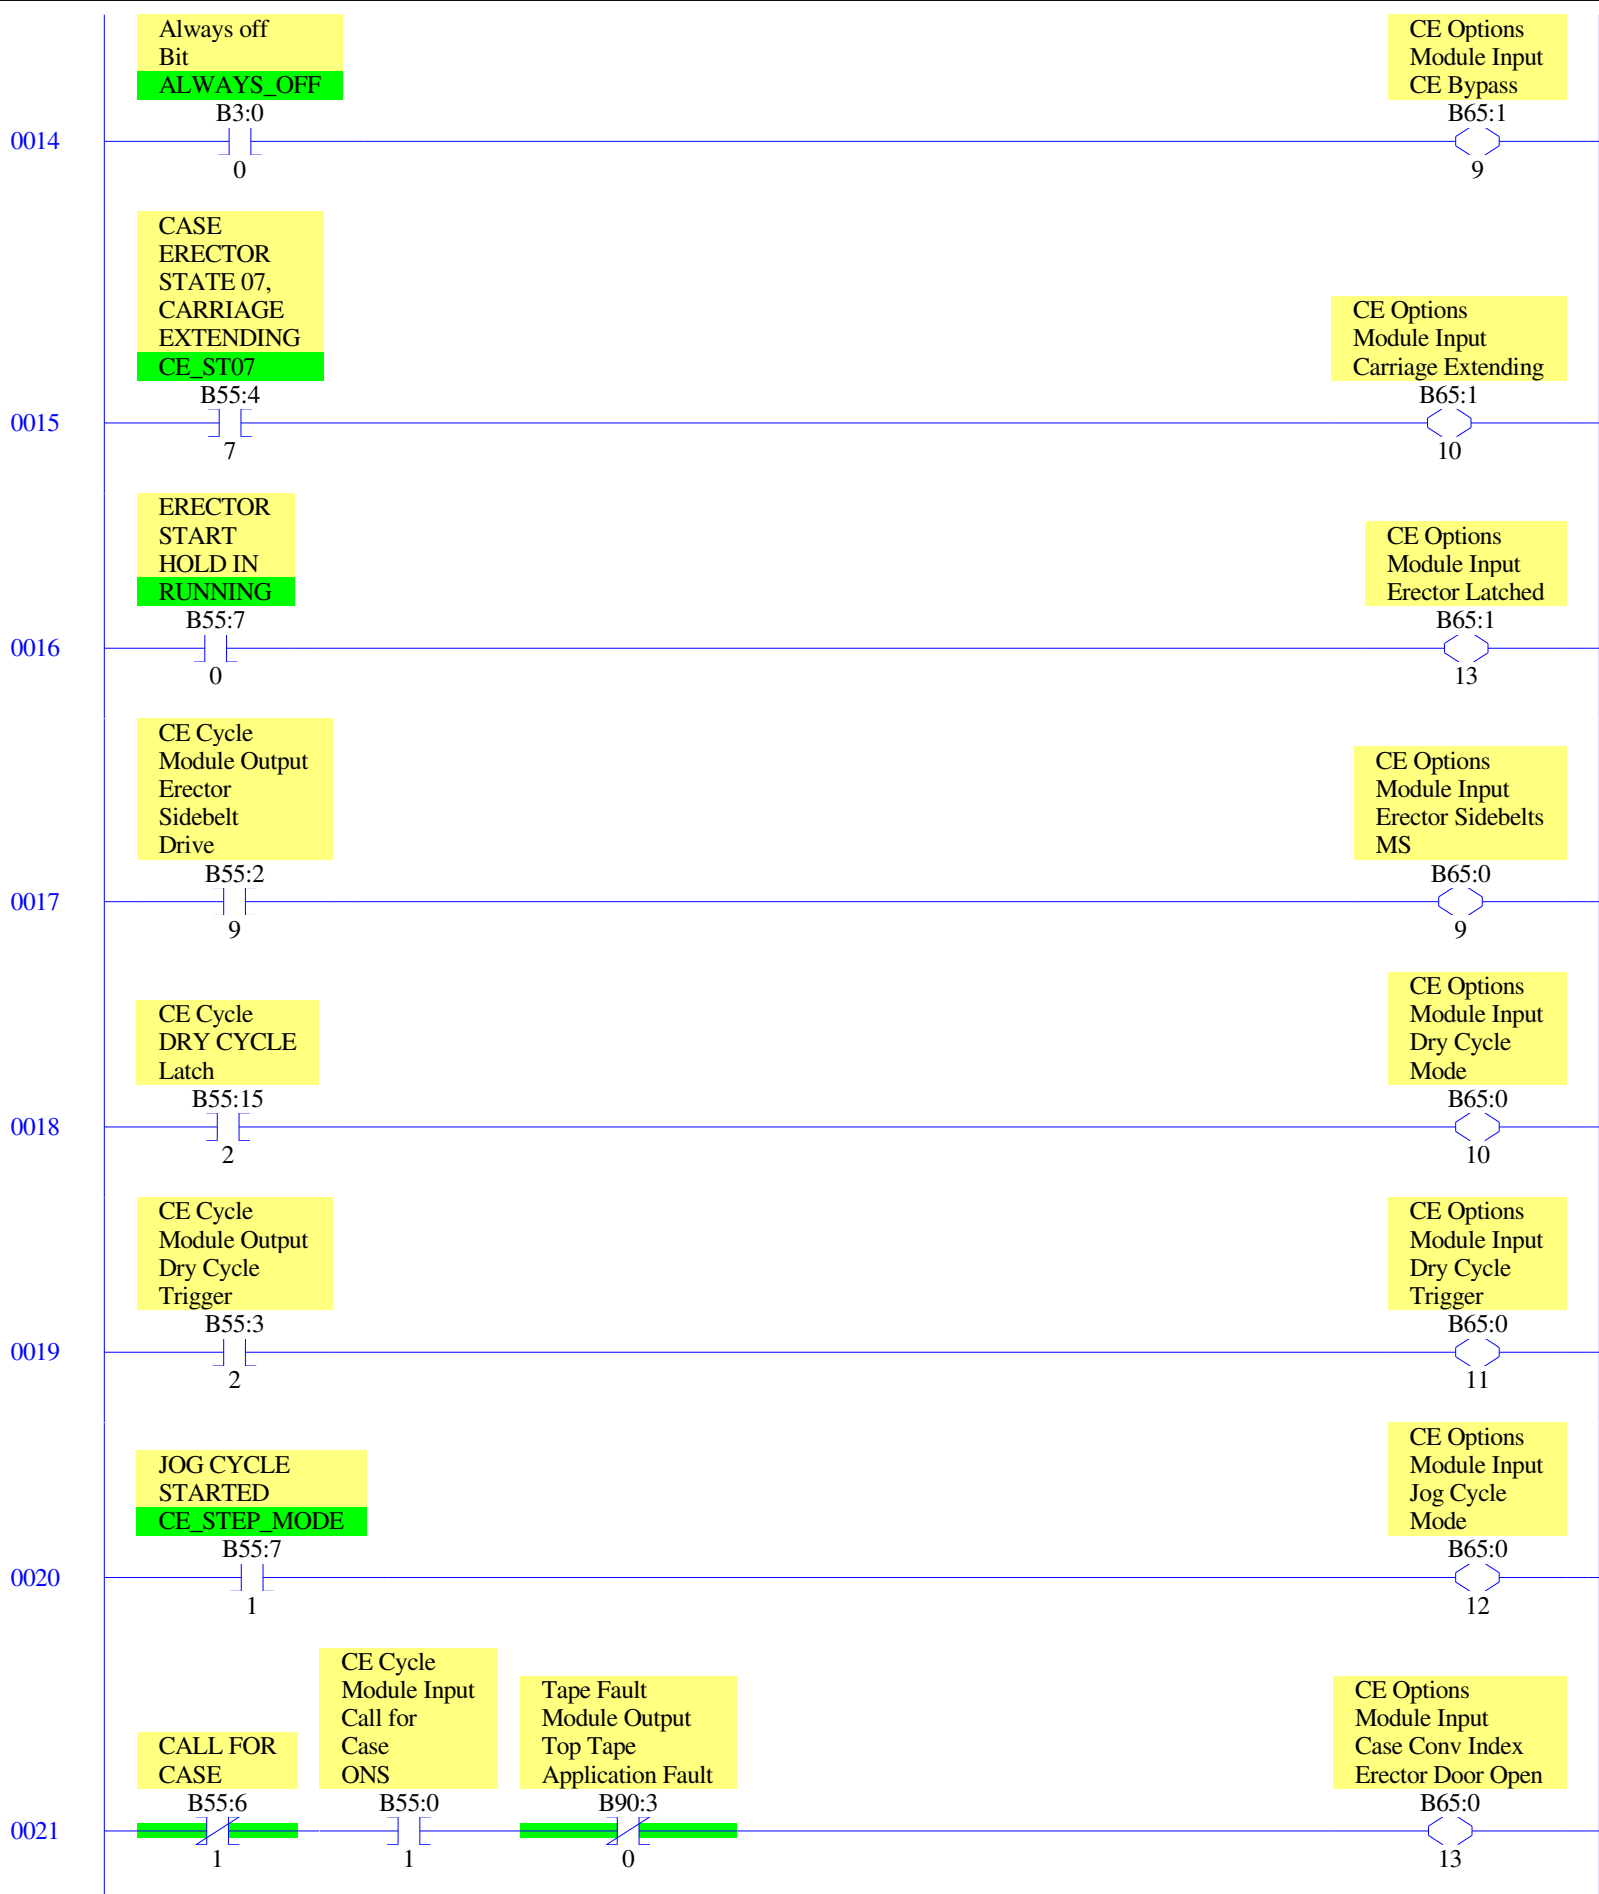 Always off
Bit
ALWAYS_OFF
B3:0
0
CE Options
Module Input
CE Bypass
B65:1
9
0014
CASE
ERECTOR
STATE 07,
CARRIAGE
EXTENDING
CE_ST07
B55:4
7
CE Options
Module Input
Carriage Extending
B65:1
10
0015
ERECTOR
START
HOLD IN
RUNNING
B55:7
0
CE Options
Module Input
Erector Latched
B65:1
13
0016
CE Cycle
Module Output
Erector
Sidebelt
Drive
B55:2
9
CE Options
Module Input
Erector Sidebelts
MS
B65:0
9
0017
CE Cycle
DRY CYCLE
Latch
B55:15
2
CE Options
Module Input
Dry Cycle
Mode
B65:0
10
0018
CE Cycle
Module Output
Dry Cycle
Trigger
B55:3
2
CE Options
Module Input
Dry Cycle
Trigger
B65:0
11
0019
JOG CYCLE
STARTED
CE_STEP_MODE
B55:7
1
CE Options
Module Input
Jog Cycle
Mode
B65:0
12
0020
CALL FOR
CASE
B55:6
1
CE Cycle
Module Input
Call for
Case
ONS
B55:0
1
Tape Fault
Module Output
Top Tape
Application Fault
B90:3
0
CE Options
Module Input
Case Conv Index
Erector Door Open
B65:0
13
0021